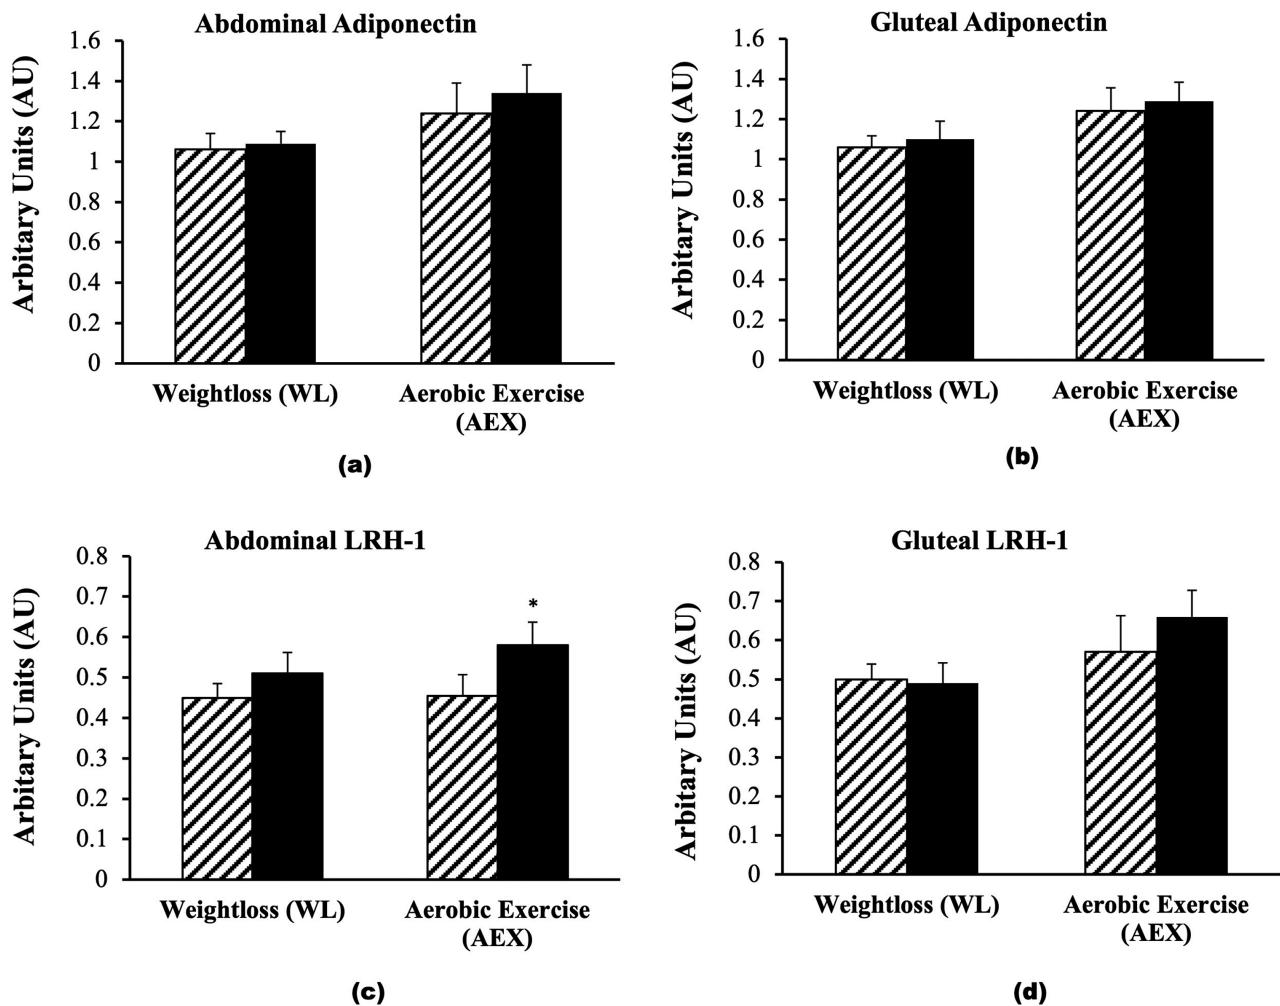 Abdominal Adiponectin
Arbitary Units (AU)
1.6
1.4
1.2
1
0.8
0.6
0.4
0.2
0
Weightloss (WL)
Aerobic Exercise
(AEX)
(a)
Gluteal Adiponectin
Arbitary Units (AU)
1.6
1.4
1.2
1
0.8
0.6
0.4
0.2
0
Weightloss (WL)
Aerobic Exercise
(AEX)
(b)
Abdominal LRH-1
Arbitary Units (AU)
0.8
0.7
0.6
0.5
0.4
0.3
0.2
0.1
0
*
Weightloss (WL)
Aerobic Exercise
(AEX)
(c)
Gluteal LRH-1
Arbitary Units (AU)
0.8
0.7
0.6
0.5
0.4
0.3
0.2
0.1
0
Weightloss (WL)
Aerobic Exercise
(AEX)
(d)